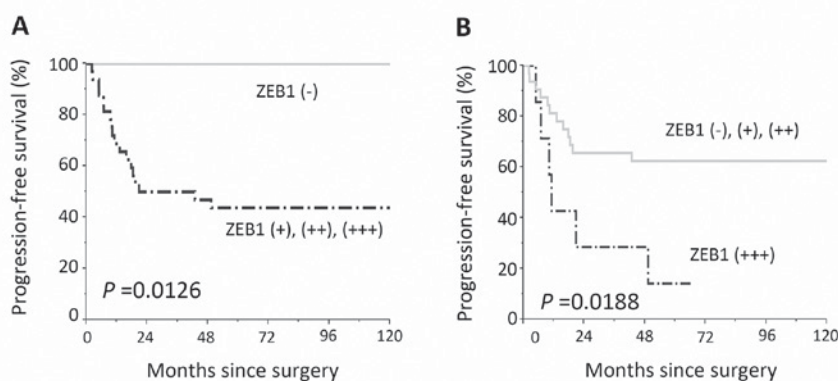 A
Progression-free survival (%)
100
80
60
40
20
0
ZEB1 (-)
ZEB1 (+), (++), (+++)
P =0.0126
0 24 48 72 96 120
Months since surgery
B
Progression-free survival (%)
100
80
60
40
20
0
ZEB1 (-), (+), (++)
ZEB1 (+++)
P =0.0188
0 24 48 72 96 120
Months since surgery